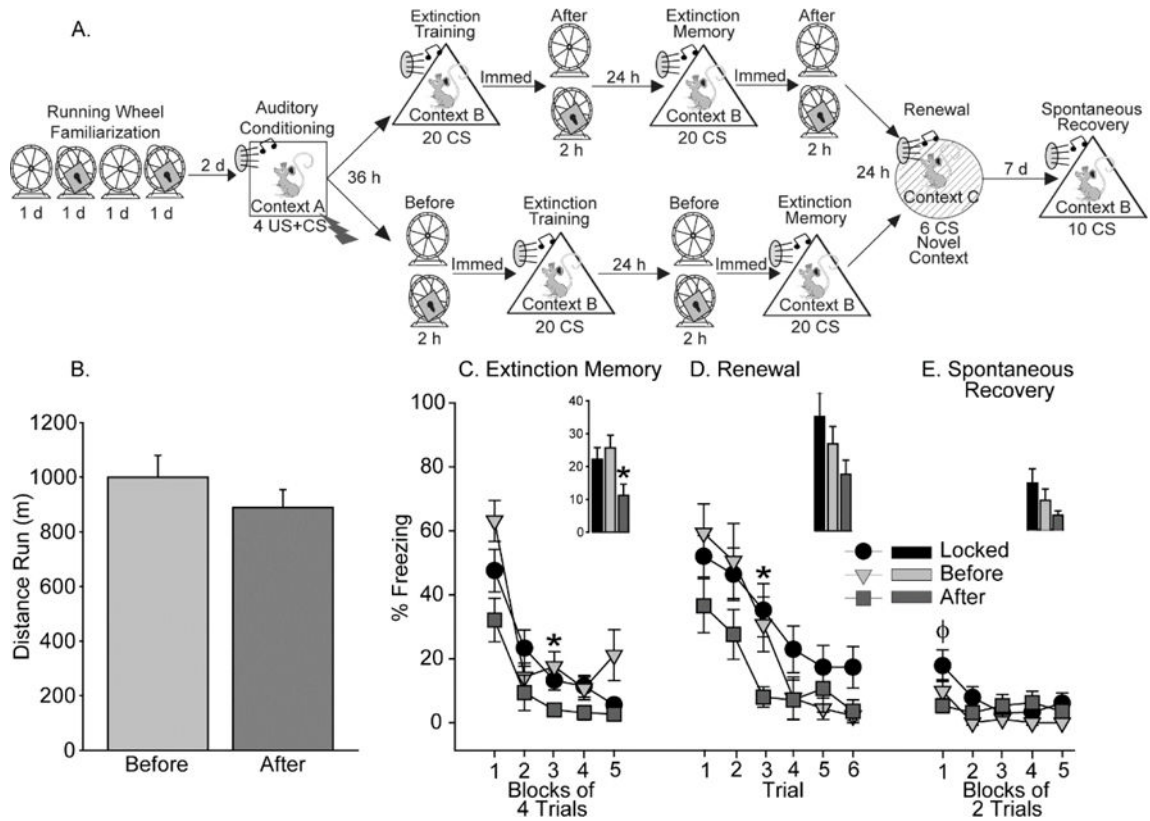 A.
Extinction
Training
After
Extinction
Memory
After
Immed
24 h
Immed
Context B
20 CS
2 h
Context B
20 CS
2 h
Running Wheel
Familiarization
1 d
1 d
1 d
1 d
2 d
Auditory
Conditioning
Context A
4 US+CS
36 h
Renewal
24 h
Context C
6 CS
Novel
Context
7 d
Spontaneous
Recovery
Context B
10 CS
Before
Extinction
Training
Before
Extinction
Memory
Immed
24 h
Immed
2 h
Context B
20 CS
2 h
Context B
20 CS
B.
Distance Run (m)
1200
1000
800
600
400
200
0
Before
After
C. Extinction Memory
% Freezing
100
80
60
40
20
0
40
30
20
10
0
*
*
1 2 3 4 5
Blocks of
4 Trials
D. Renewal
*
1 2 3 4 5 6
Trial
E. Spontaneous
Recovery
Locked
Before
After
ϕ
1 2 3 4 5
Blocks of
2 Trials